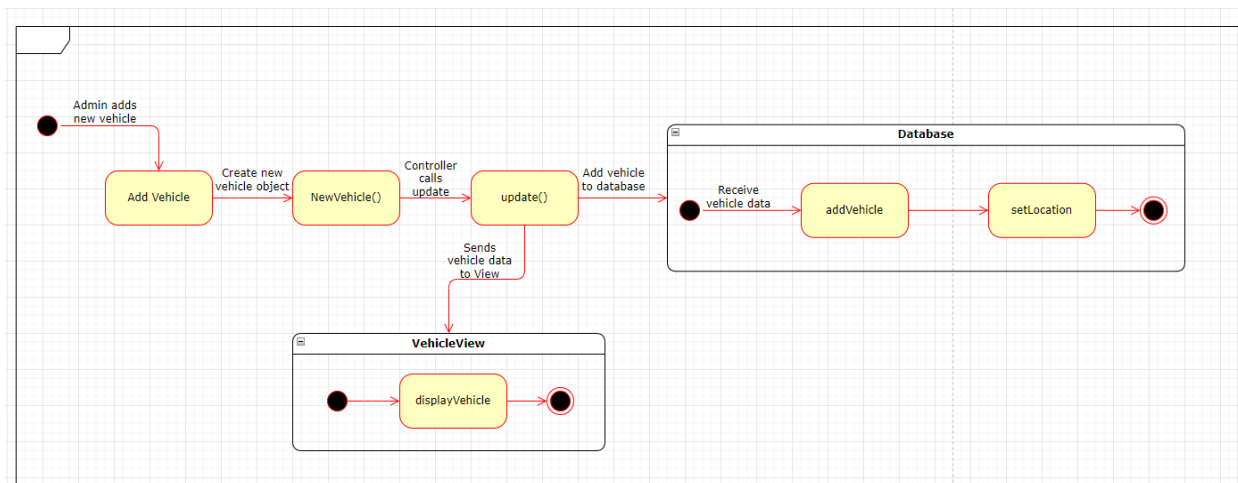 Admin adds
new vehicle
Add Vehicle
Create new
vehicle object
NewVehicle()
Controller
calls
update
update()
Add vehicle
to database
Database
Receive
vehicle data
addVehicle
setLocation
Sends
vehicle data
to View
VehicleView
displayVehicle